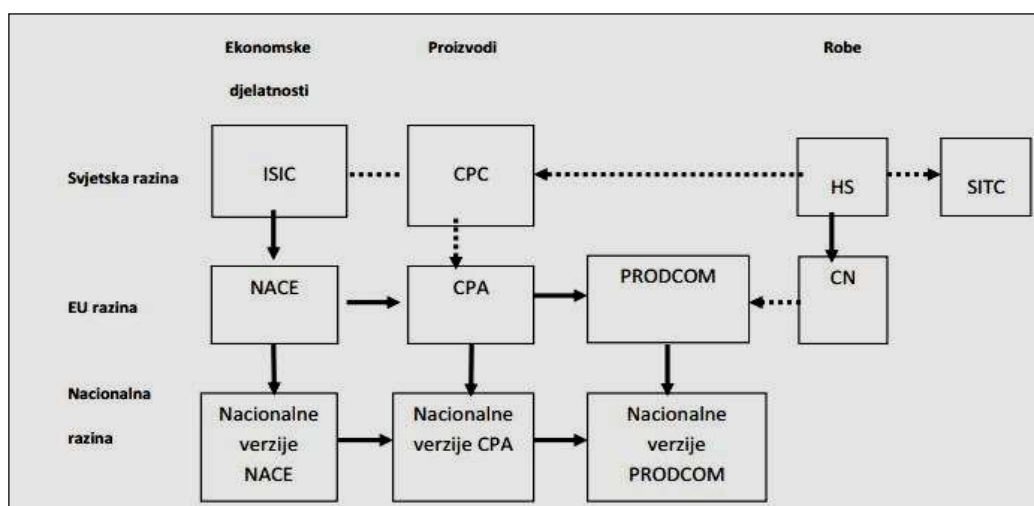 Ekonomske
djelatnosti
Proizvodi
Robe
Svjetska razina
ISIC
CPC
HS
SITC
EU razina
NACE
CPA
PRODCOM
CN
Nacionalna
razina
Nacionalne
verzije
NACE
Nacionalne
verzije CPA
Nacionalne
verzije
PRODCOM